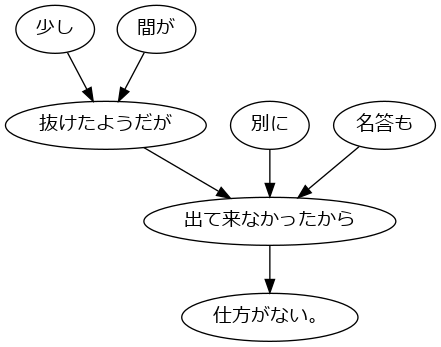 少し
間が
抜けたようだが
別に
名答も
出て来なかったから
仕方がない。